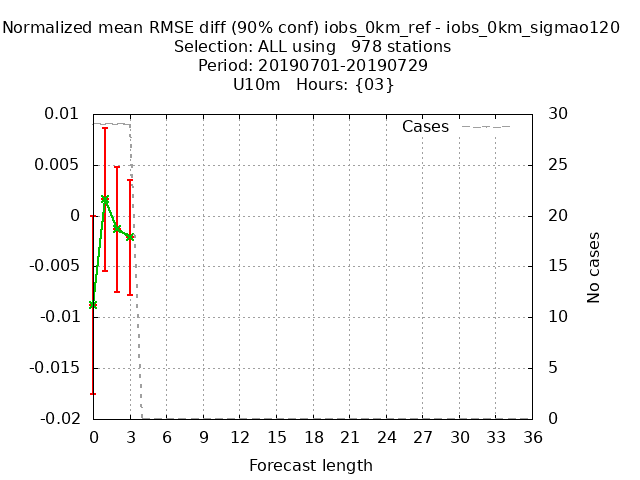 Normalized mean RMSE diff (90% conf) iobs_0km_ref - iobs_0km_sigmao120
Selection: ALL using   978 stations
Period: 20190701-20190729
U10m   Hours: {03}
0.01
0.005
0
-0.005
-0.01
-0.015
-0.02
Cases
30
25
20
15
10
5
0
No cases
0 3 6 9 12 15 18 21 24 27 30 33 36
Forecast length